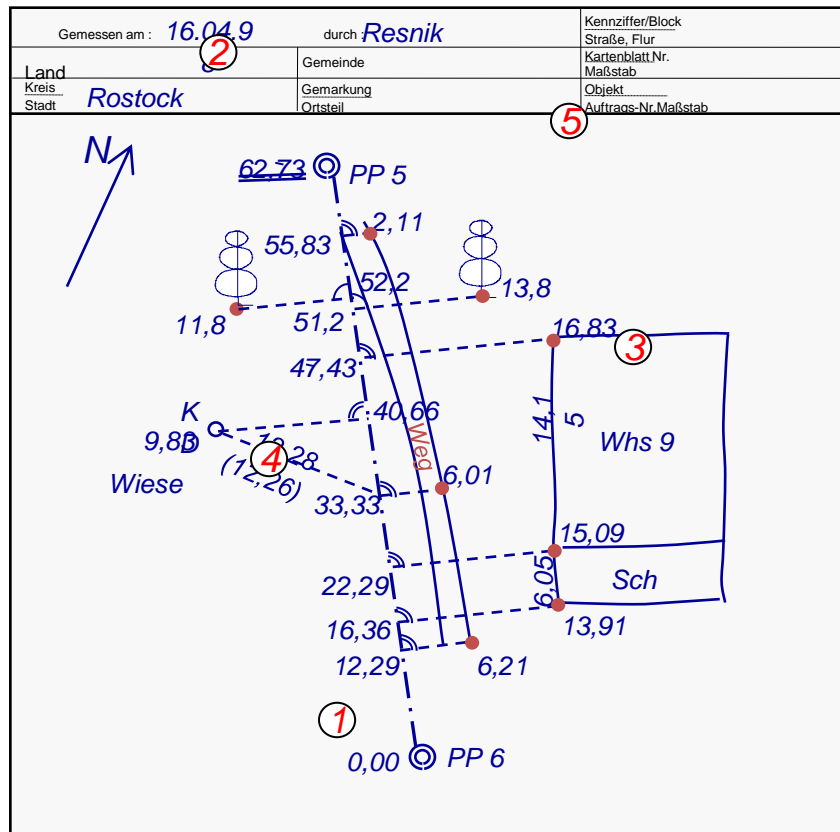 Gemessen am : 16.04.9
8
durch : Resnik
Kennziffer/Block
Straße, Flur
2
Land
Gemeinde
Kartenblatt Nr.
Maßstab
Kreis
Stadt
Rostock
Gemarkung
Ortsteil
Objekt
Auftrags-Nr.Maßstab
5
N
62,73
PP 5
2,11
55,83
52,2
13,8
11,8
51,2
16,83
3
47,43
K
D
40,66
14,1
5
Whs 9
9,83
12,28
4
(12,26)
Weg
Wiese
6,01
33,33
15,09
22,29
6,05
Sch
16,36
13,91
12,29
6,21
1
0,00
PP 6